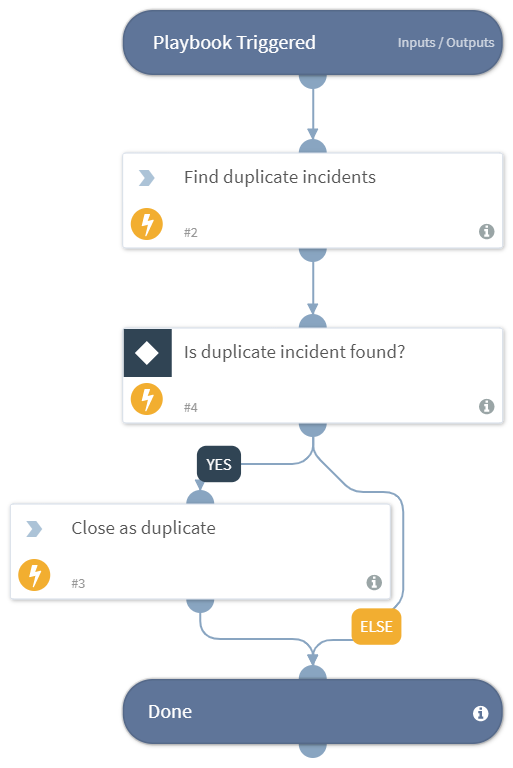 Playbook Triggered
Inputs / Outputs
Find duplicate incidents
#2
Is duplicate incident found?
#4
YES
Close as duplicate
#3
ELSE
Done